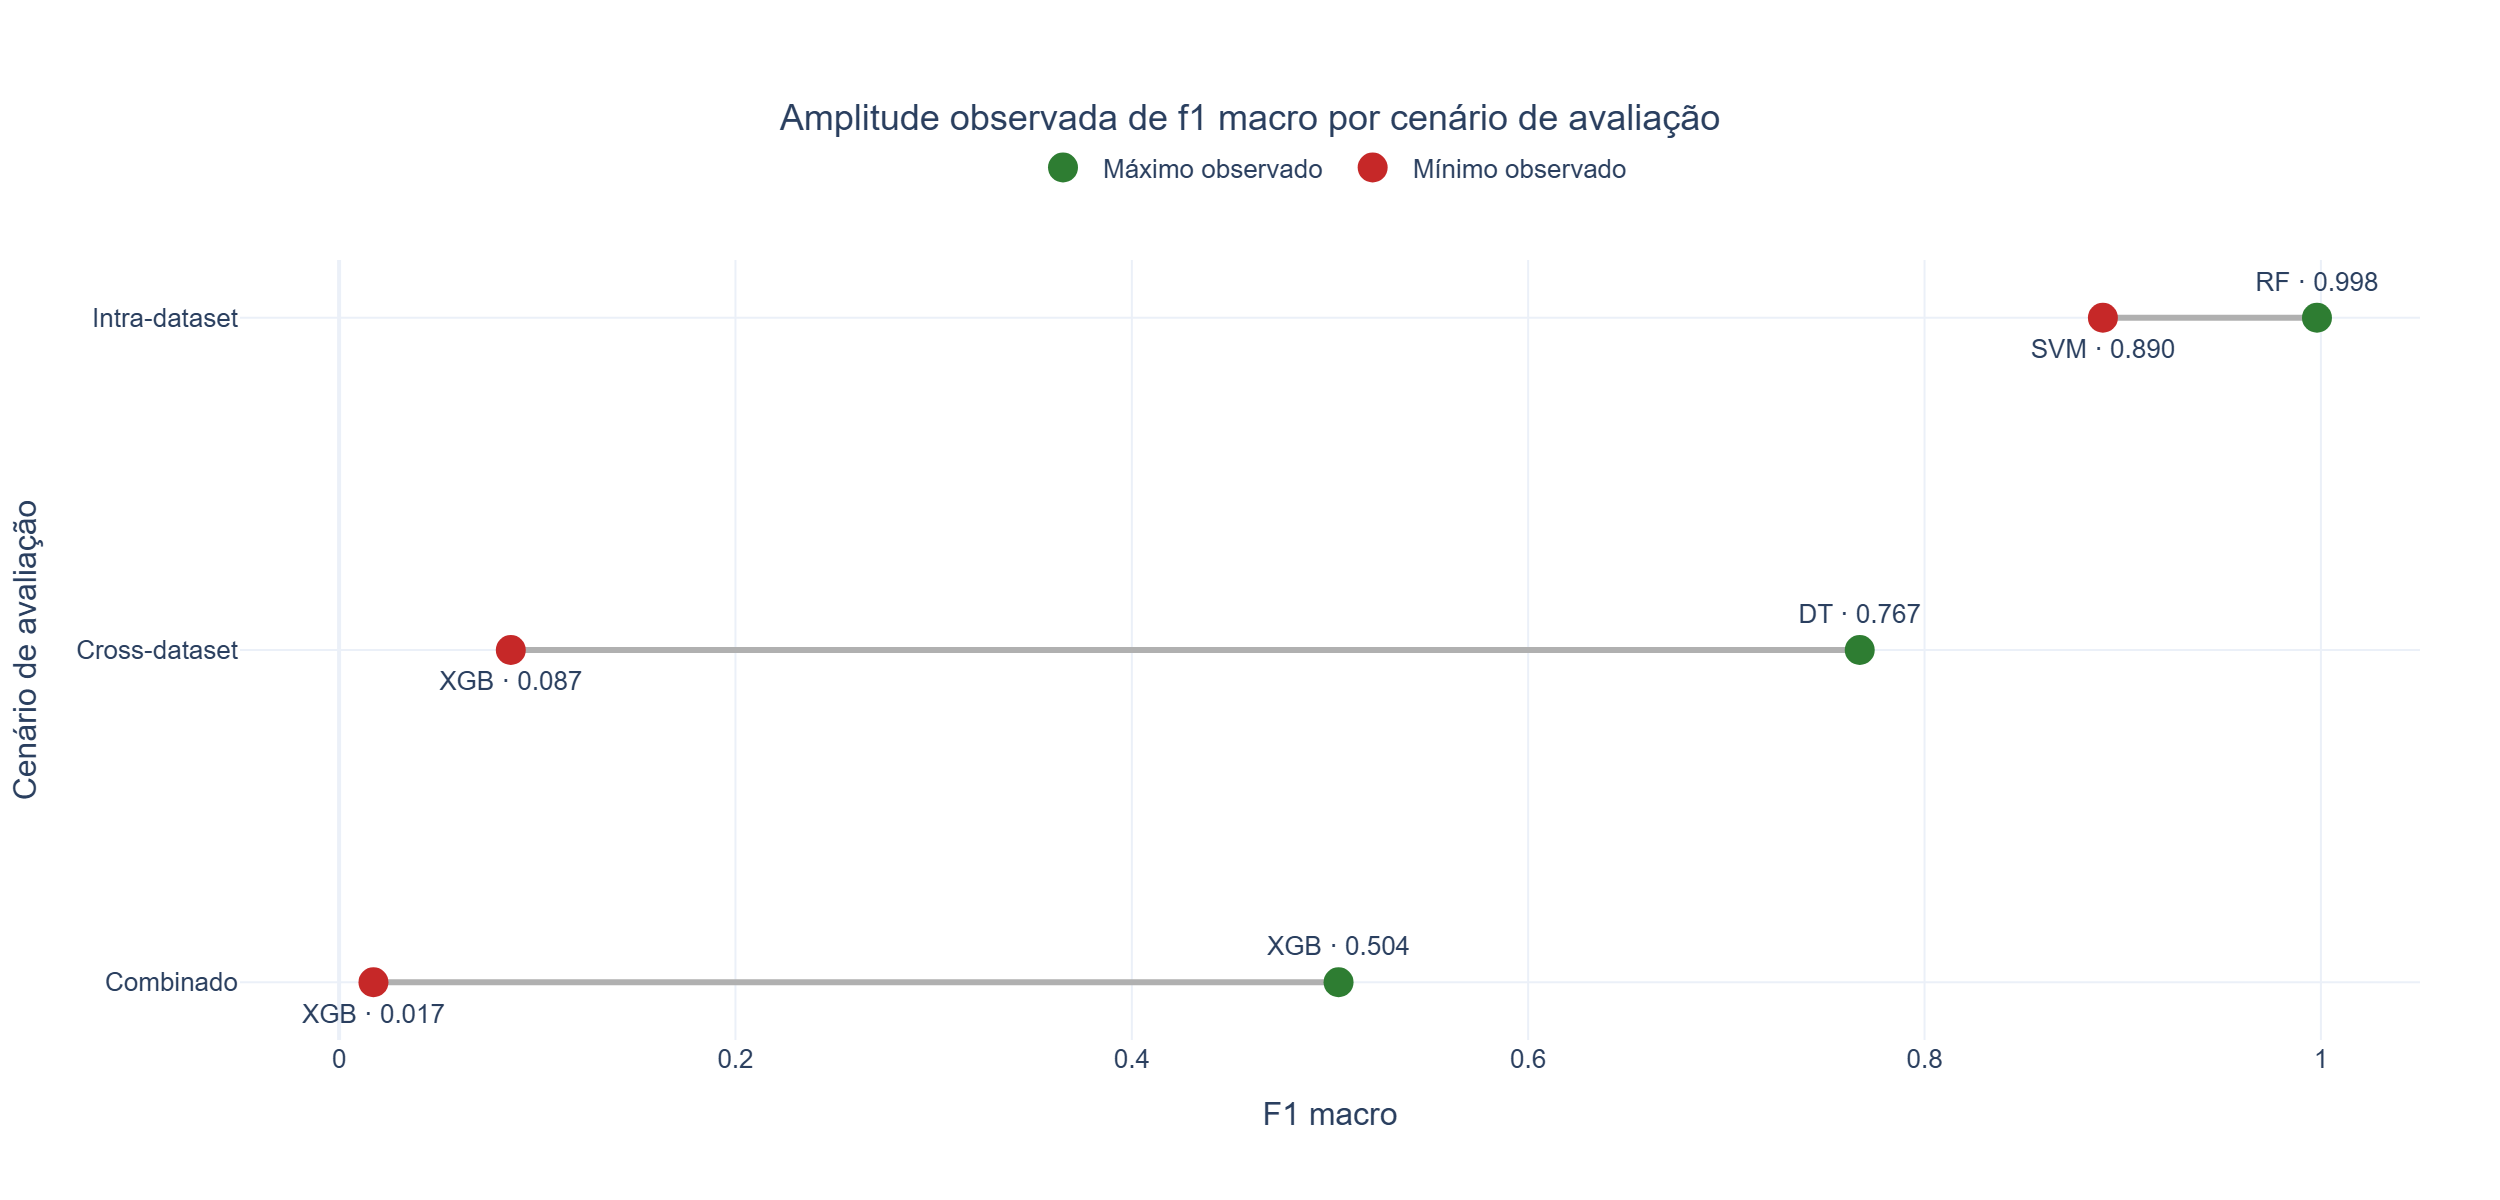 Amplitude observada de f1 macro por cenário de avaliação
Máximo observado
Mínimo observado
Cenário de avaliação
Intra-dataset
RF · 0.998
SVM · 0.890
Cross-dataset
DT · 0.767
XGB · 0.087
Combinado
XGB · 0.504
XGB · 0.017
0 0.2 0.4 0.6 0.8 1
F1 macro